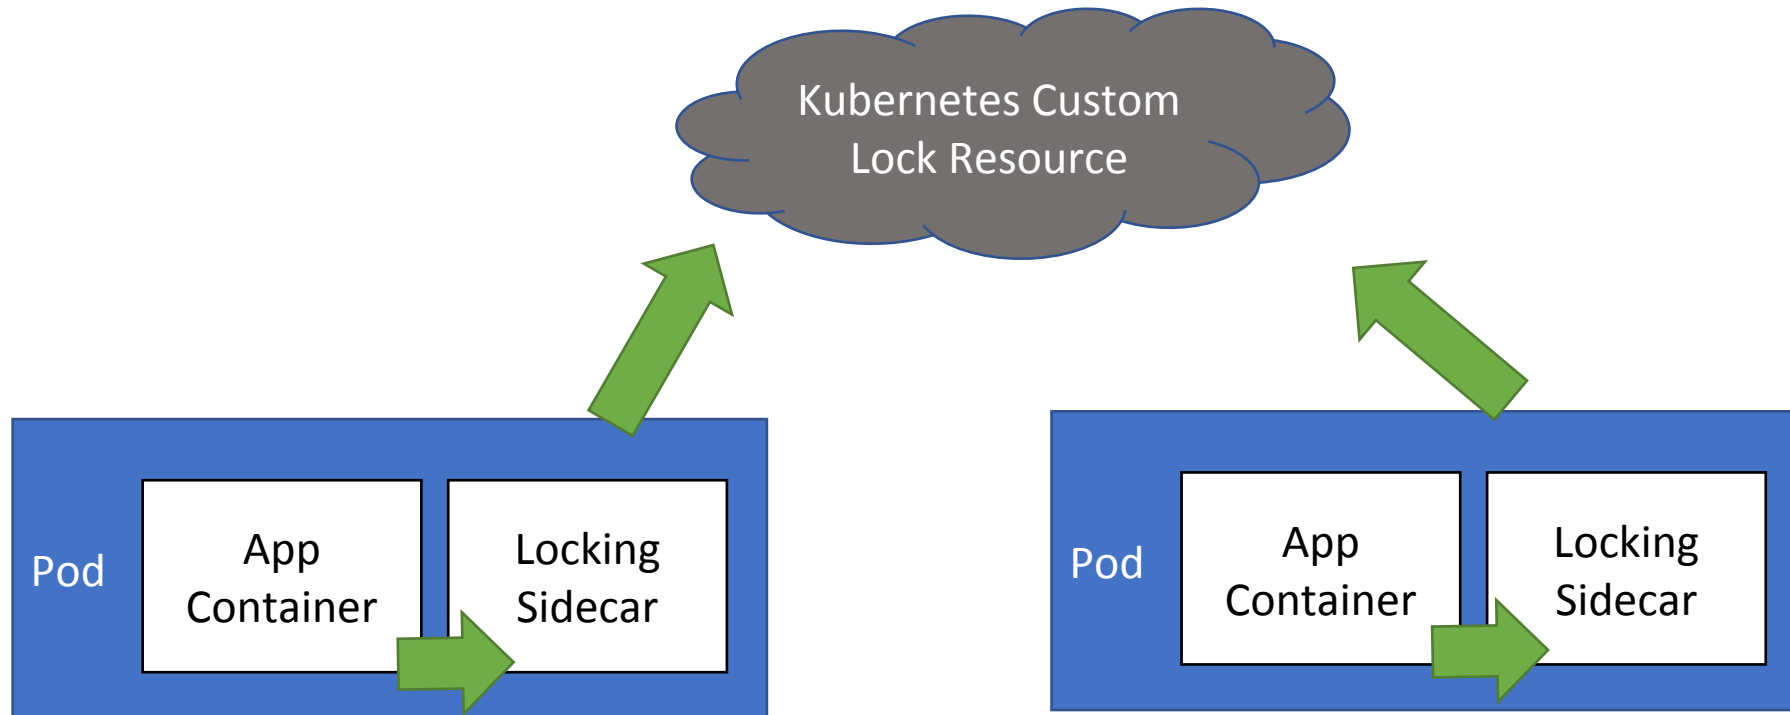 Kubernetes Custom
Lock Resource
Pod
App
Container
Locking
Sidecar
Pod
App
Container
Locking
Sidecar